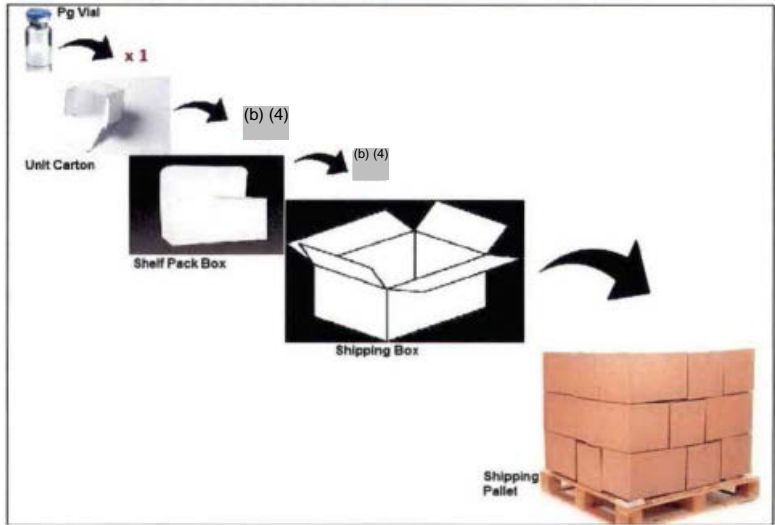 Pg Vial
x 1
(b) (4)
Unit Carton
(b) (4)
Shelf Pack Box
Shipping Box
Shipping
Pallet